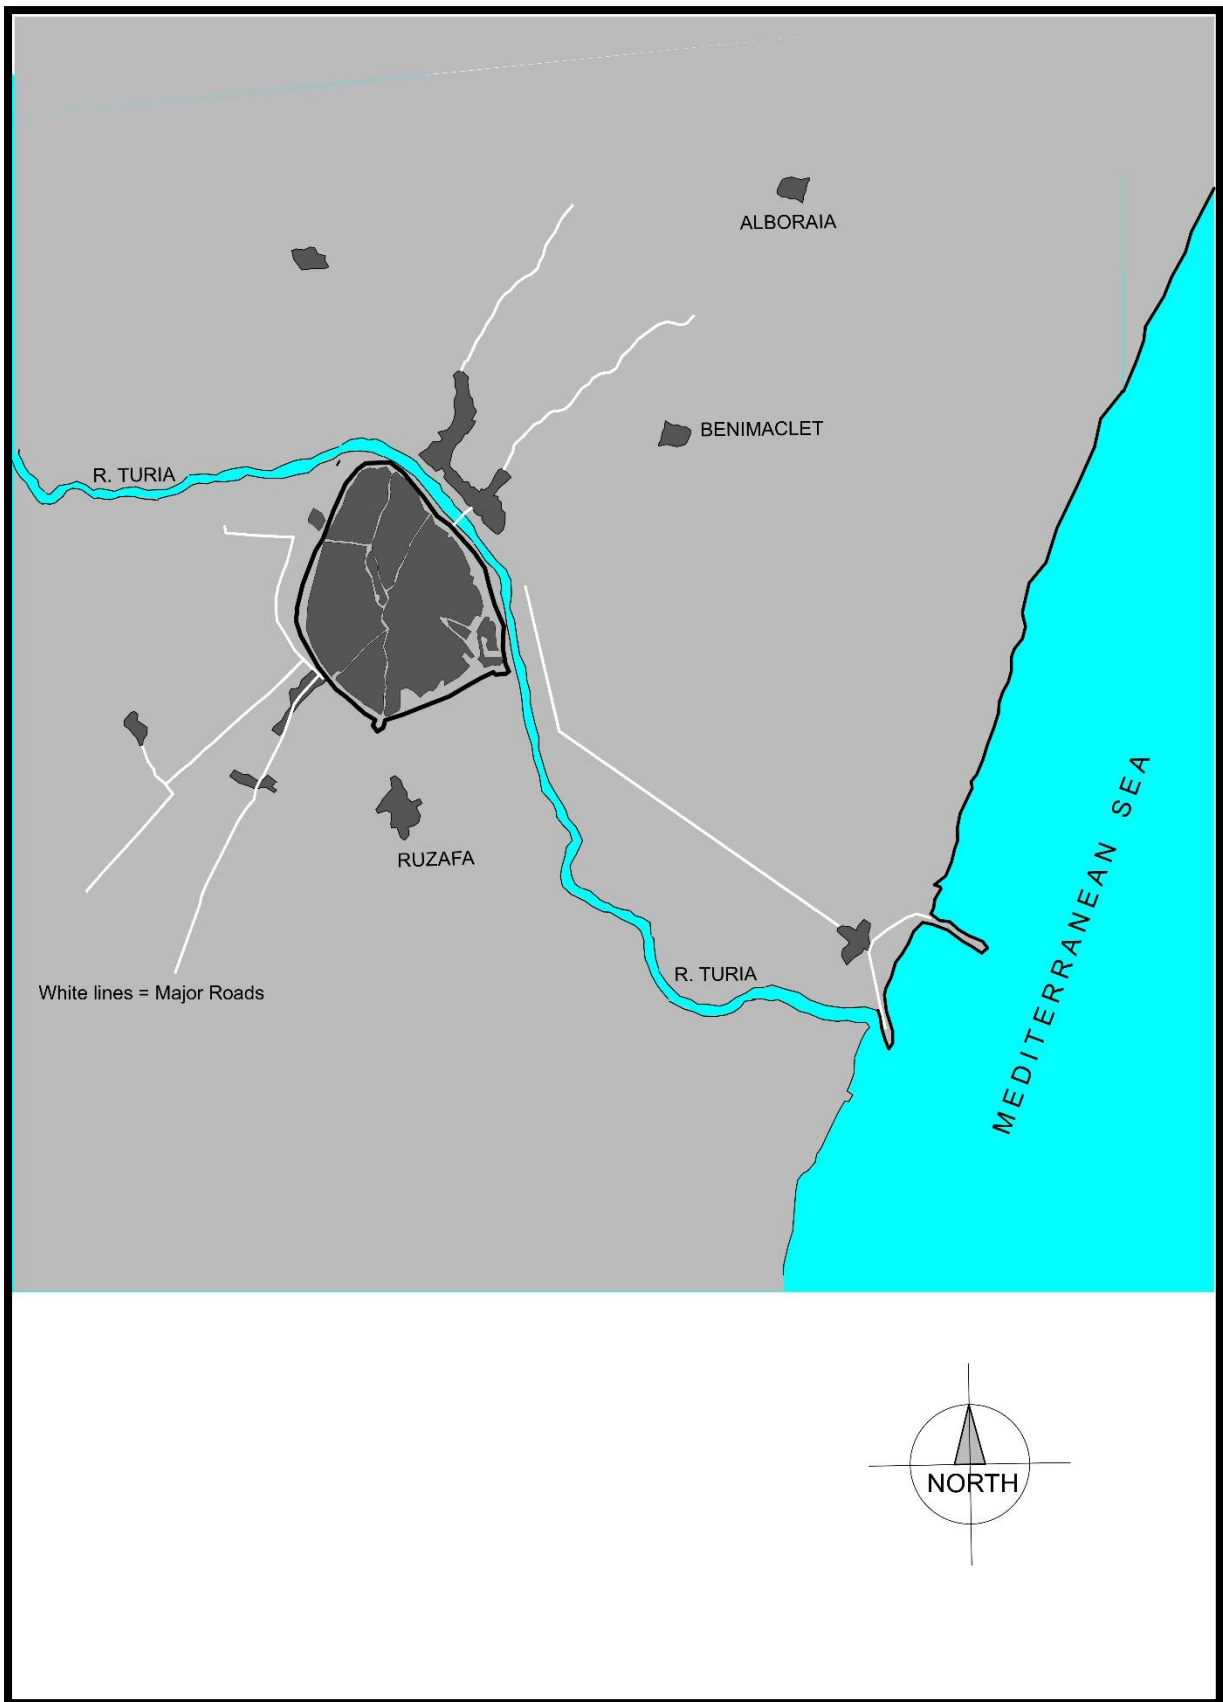 ALBORAIA
BENIMACLET
R. TURIA
RUZAFA
R. TURIA
White lines = Major Roads
MEDITERRANEAN SEA
NORTH